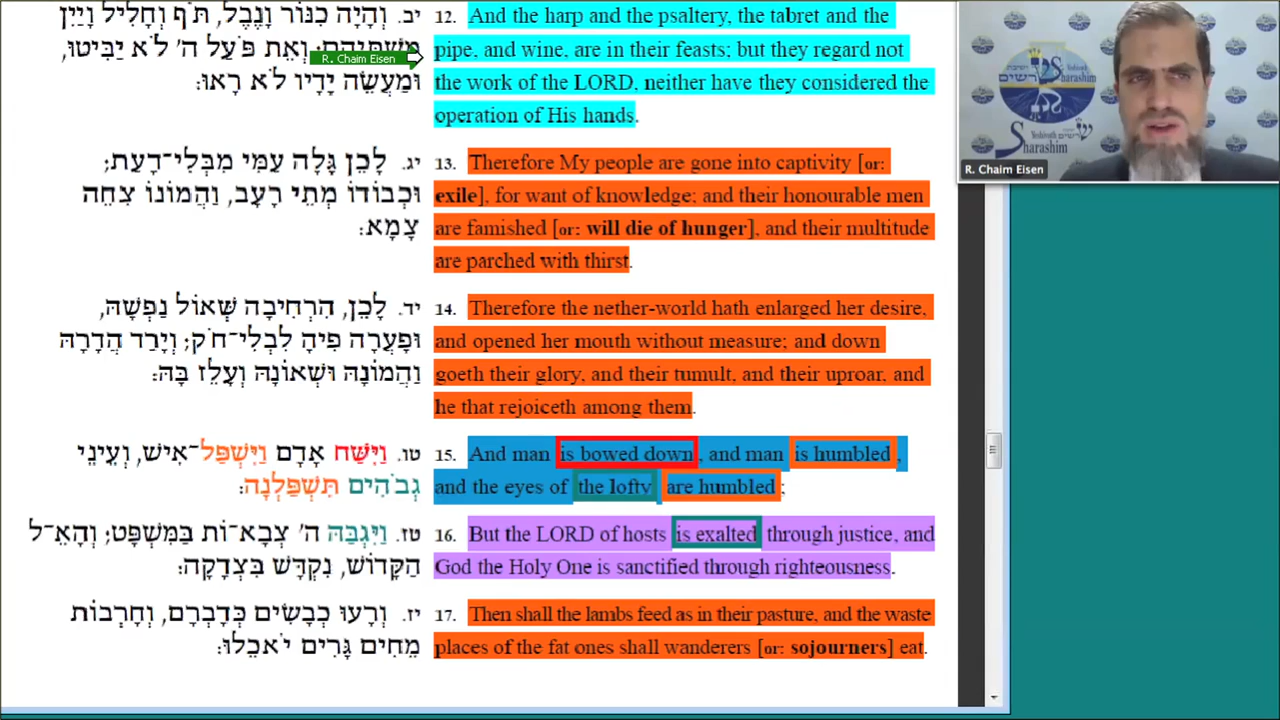 יב. וְהָיָה כִנּוֹר וָנֶבֶל, תֹּף וְחָלִיל וָיַיִן
מִשְׁתֵּיהֶם; וְאֵת פֹּעַל ה' לֹא יַבִּיטוּ,
וּמַעֲשֵׂה יָדָיו לֹא רָאוּ:
R. Chaim Eisen
12. And the harp and the psaltery, the tabret and the
pipe, and wine, are in their feasts; but they regard not
the work of the LORD, neither have they considered the
operation of His hands.
יג. לָכֵן גָּלָה עַמִּי מִבְּלִי־דָעַת;
וּכְבוֹדוֹ מְתֵי רָעָב, וַהֲמוֹנוֹ צִחֵה
צָמָא:
13. Therefore My people are gone into captivity [or:
exile], for want of knowledge; and their honourable men
are famished [or: will die of hunger], and their multitude
are parched with thirst.
יד. לָכֵן, הִרְחִיבָה שְּׁאוֹל נַפְשָׁהּ,
וּפָעֲרָה פִיהָ לִבְלִי־חֹק; וְיָרַד הֲדָרָהּ
וַהֲמוֹנָהּ וּשְׁאוֹנָהּ וְעָלֵז בָּהּ:
14. Therefore the nether-world hath enlarged her desire,
and opened her mouth without measure; and down
goeth their glory, and their tumult, and their uproar, and
he that rejoiceth among them.
טו. וַיִּשַּׁח אָדָם וַיִּשְׁפַּל־אִישׁ, וְעֵינֵי
גְבֹהִים תִּשְׁפַּלְנָה:
15. And man is bowed down, and man is humbled,
and the eyes of the lofty are humbled;
טז. וַיִּגְבַּהּ ה' צְבָא־וֹת בַּמִּשְׁפָּט; וְהָאֵ־ל
הַקָּדוֹשׁ, נִקְדָּשׁ בִּצְדָקָה:
16. But the LORD of hosts is exalted through justice, and
God the Holy One is sanctified through righteousness.
יז. וְרָעוּ כְבָשִׂים כְּדָבְרָם, וְחָרְבוֹת
מֵחִים גָּרִים יֹאכֵלוּ:
17. Then shall the lambs feed as in their pasture, and the waste
places of the fat ones shall wanderers [or: sojourners] eat.
Sharashim
Yeshivath
Sharashim
R. Chaim Eisen